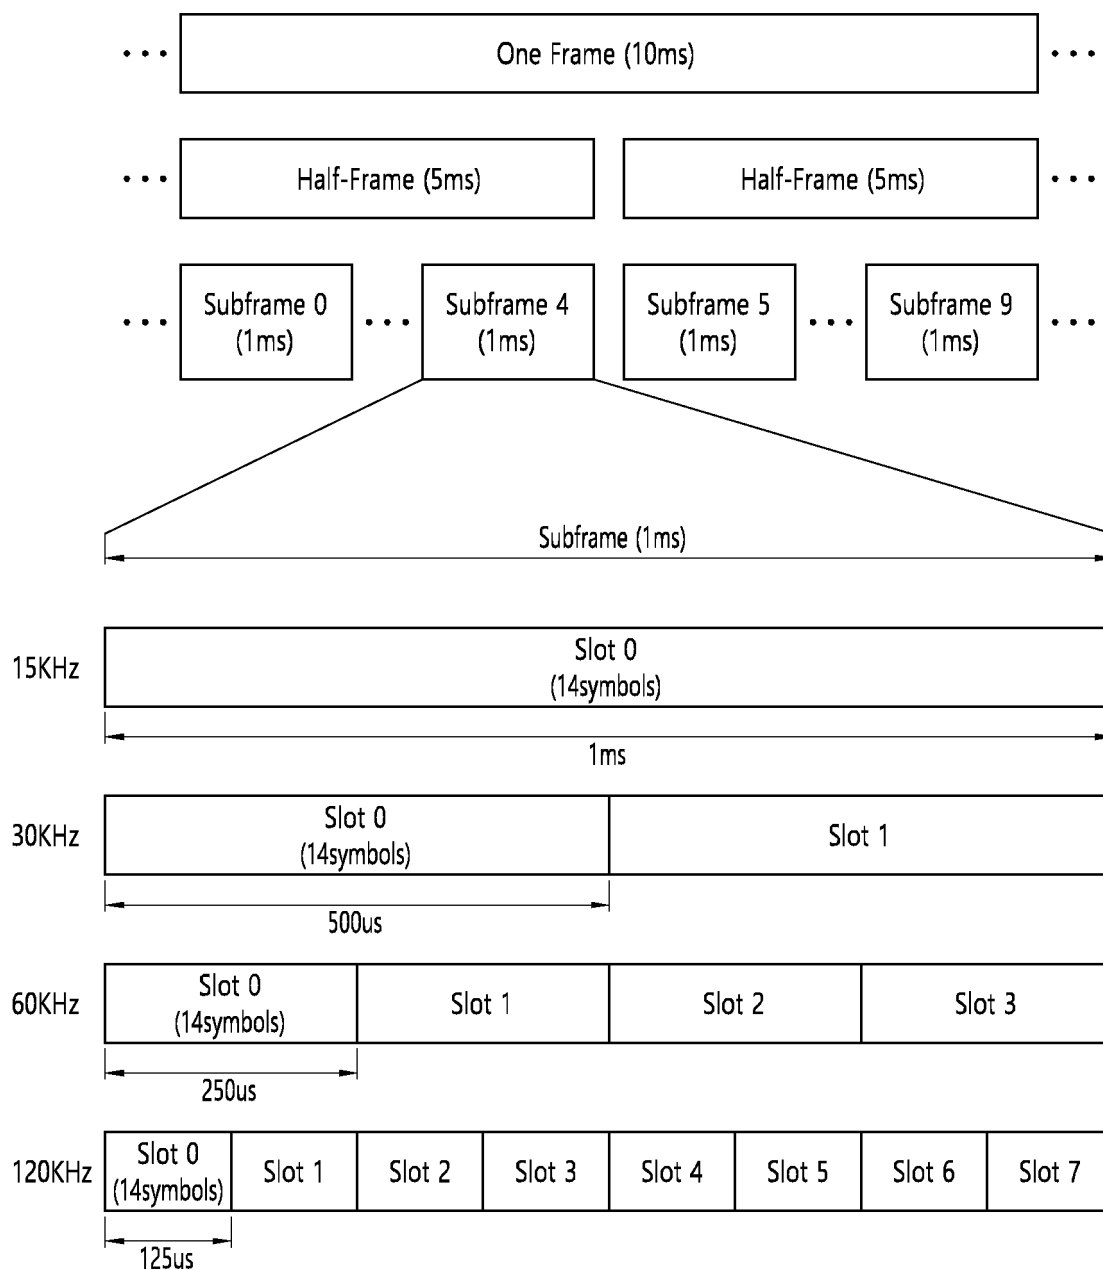 One Frame (10ms)
Half-Frame (5ms)
Half-Frame (5ms)
Subframe 0
(1ms)
Subframe 4
(1ms)
Subframe 5
(1ms)
Subframe 9
(1ms)
Subframe (1ms)
15KHz
Slot 0
(14symbols)
1ms
30KHz
Slot 0
(14symbols)
Slot 1
500us
60KHz
Slot 0
(14symbols)
Slot 1
Slot 2
Slot 3
250us
120KHz
Slot 0
(14symbols)
Slot 1
Slot 2
Slot 3
Slot 4
Slot 5
Slot 6
Slot 7
125us